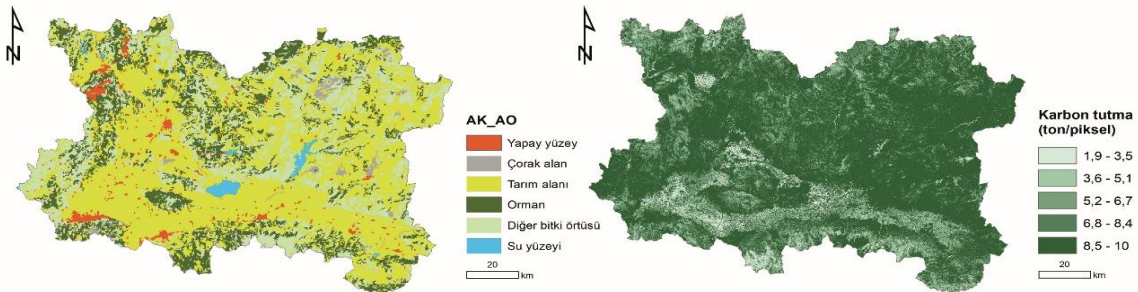 N
AK_AO
Yapay yüzey
Çorak alan
Tarım alanı
Orman
Diğer bitki örtüsü
Su yüzeyi
20
km
N
Karbon tutma
(ton/piksel)
1,9 - 3,5
3,6 - 5,1
5,2 - 6,7
6,8 - 8,4
8,5 - 10
20
km